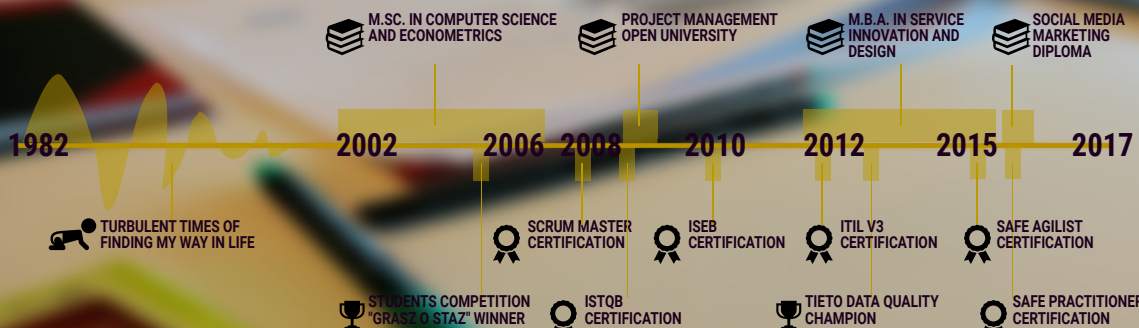 M.SC. IN COMPUTER SCIENCE
AND ECONOMETRICS
PROJECT MANAGEMENT
OPEN UNIVERSITY
M.B.A. IN SERVICE
INNOVATION AND
DESIGN
SOCIAL MEDIA
MARKETING
DIPLOMA
1982 2002 2006 2008 2010 2012 2015 2017
TURBULENT TIMES OF
FINDING MY WAY IN LIFE
SCRUM MASTER
CERTIFICATION
ISEB
CERTIFICATION
ITIL V3
CERTIFICATION
SAFE AGILIST
CERTIFICATION
STUDENTS COMPETITION
"GRASZ O STAZ" WINNER
ISTQB
CERTIFICATION
TIETO DATA QUALITY
CHAMPION
SAFE PRACTITIONER
CERTIFICATION